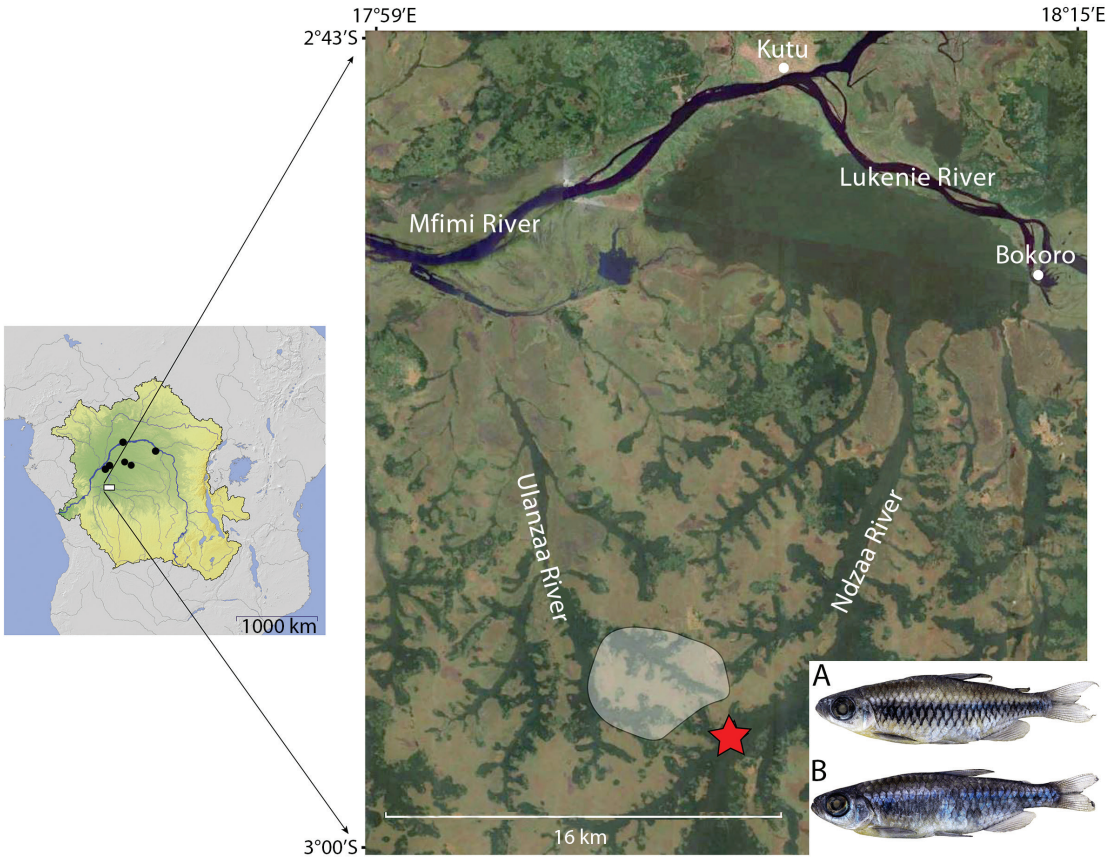 17°59’E
18°15’E
2°43’S
Kutu
Lukenie River
Mfimi River
Bokoro
Ulanzaa River
Ndzaa River
1000 km
A
B
16 km
3°00’S